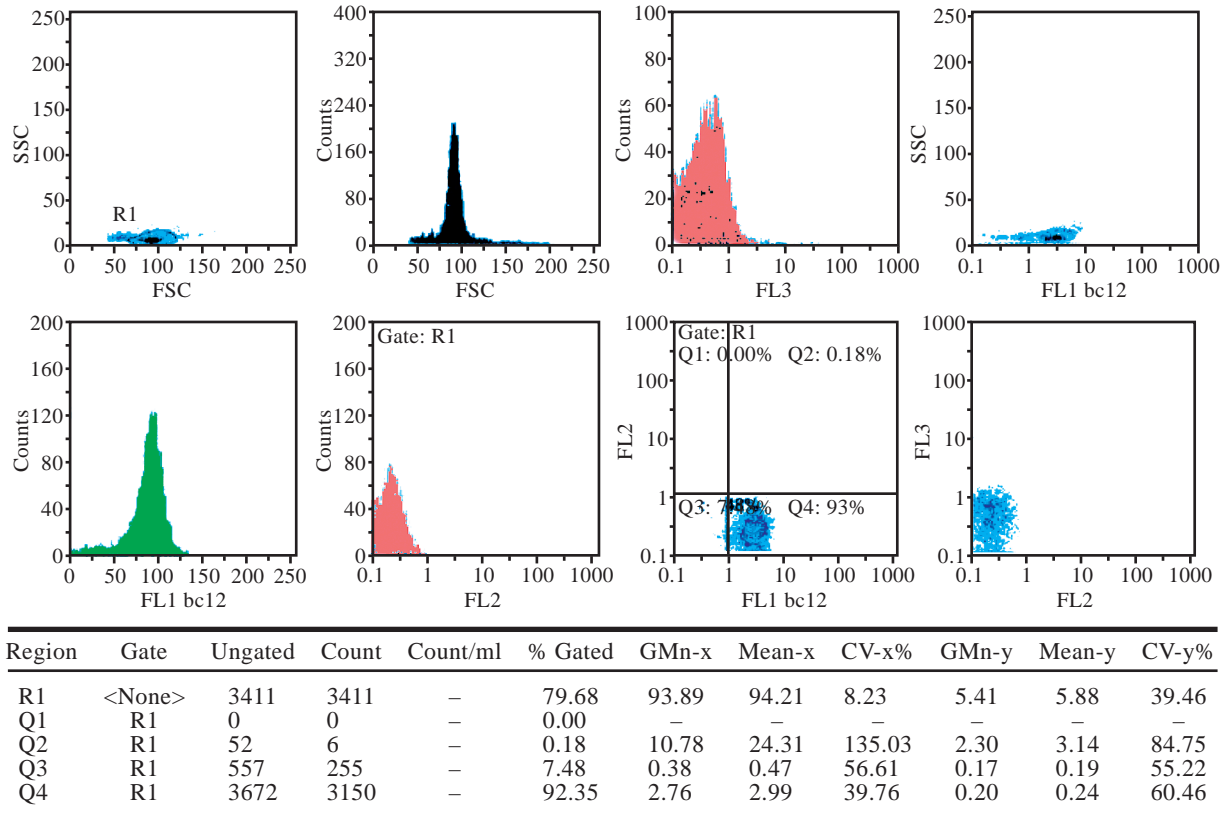 250
200
150
100
50
0
SSC
R1
0 50 100 150 200 250
FSC
400
320
240
160
80
0
Counts
0 50 100 150 200 250
FSC
100
80
60
40
20
0
Counts
0.1 1 10 100 1000
FL3
250
200
150
100
50
0
SSC
0.1 1 10 100 1000
FL1 bc12
200
160
120
80
40
0
Counts
0 50 100 150 200 250
FL1 bc12
200
160
120
80
40
0
Counts
Gate: R1
0.1 1 10 100 1000
FL2
1000
100
10
1
0.1
FL2
Gate: R1
Q1: 0.00% Q2: 0.18%
Q3: Q4: 93%
0.1 1 10 100 1000
FL1 bc12
1000
100
10
1
0.1
FL3
0.1 1 10 100 1000
FL2
Region Gate Ungated Count Count/ml % Gated GMn-x Mean-x CV-x% GMn-y Mean-y CV-y%
R1 <None> 3411 3411 – 79.68 93.89 94.21 8.23 5.41 5.88 39.46
Q1 R1 0 0 – 0.00 – – – – – –
Q2 R1 52 6 – 0.18 10.78 24.31 135.03 2.30 3.14 84.75
Q3 R1 557 255 – 7.48 0.38 0.47 56.61 0.17 0.19 55.22
Q4 R1 3672 3150 – 92.35 2.76 2.99 39.76 0.20 0.24 60.46